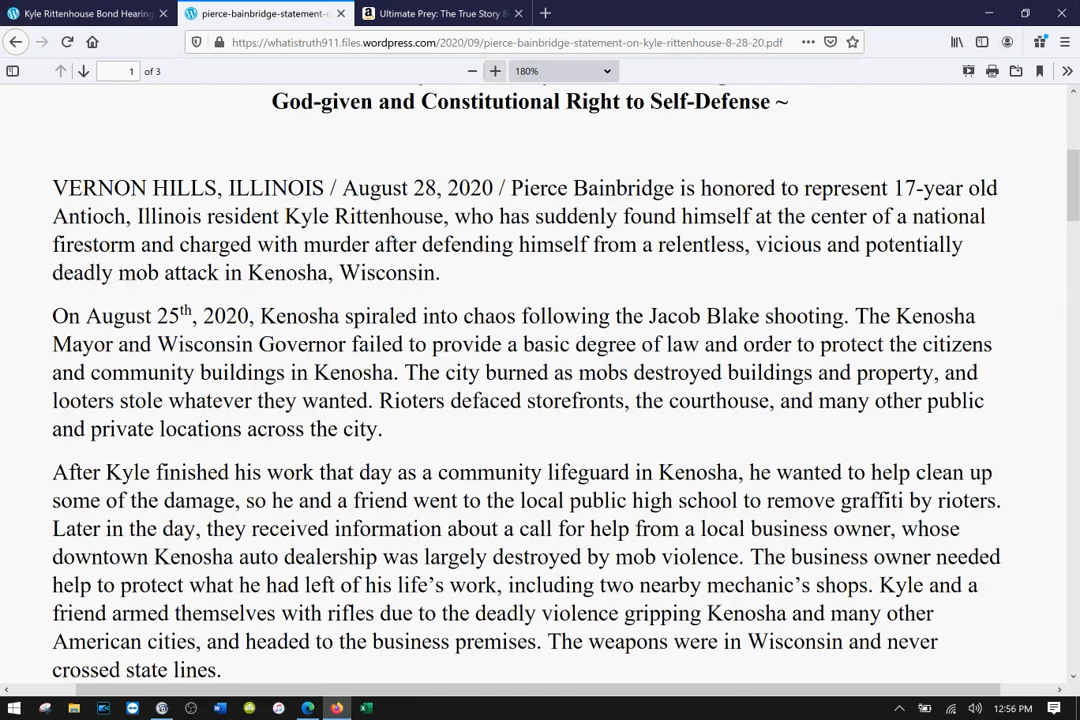 Kyle Rittenhouse Bond Hearing
pierce-bainbridge-statement-o
Ultimate Prey: The True Story B
https://whatistruth911.files.wordpress.com/2020/09/pierce-bainbridge-statement-on-kyle-rittenhouse-8-28-20.pdf
1 of 3
180%
God-given and Constitutional Right to Self-Defense ~
VERNON HILLS, ILLINOIS / August 28, 2020 / Pierce Bainbridge is honored to represent 17-year old
Antioch, Illinois resident Kyle Rittenhouse, who has suddenly found himself at the center of a national
firestorm and charged with murder after defending himself from a relentless, vicious and potentially
deadly mob attack in Kenosha, Wisconsin.
On August 25th, 2020, Kenosha spiraled into chaos following the Jacob Blake shooting. The Kenosha
Mayor and Wisconsin Governor failed to provide a basic degree of law and order to protect the citizens
and community buildings in Kenosha. The city burned as mobs destroyed buildings and property, and
looters stole whatever they wanted. Rioters defaced storefronts, the courthouse, and many other public
and private locations across the city.
After Kyle finished his work that day as a community lifeguard in Kenosha, he wanted to help clean up
some of the damage, so he and a friend went to the local public high school to remove graffiti by rioters.
Later in the day, they received information about a call for help from a local business owner, whose
downtown Kenosha auto dealership was largely destroyed by mob violence. The business owner needed
help to protect what he had left of his life's work, including two nearby mechanic's shops. Kyle and a
friend armed themselves with rifles due to the deadly violence gripping Kenosha and many other
American cities, and headed to the business premises. The weapons were in Wisconsin and never
crossed state lines.
12:56 PM